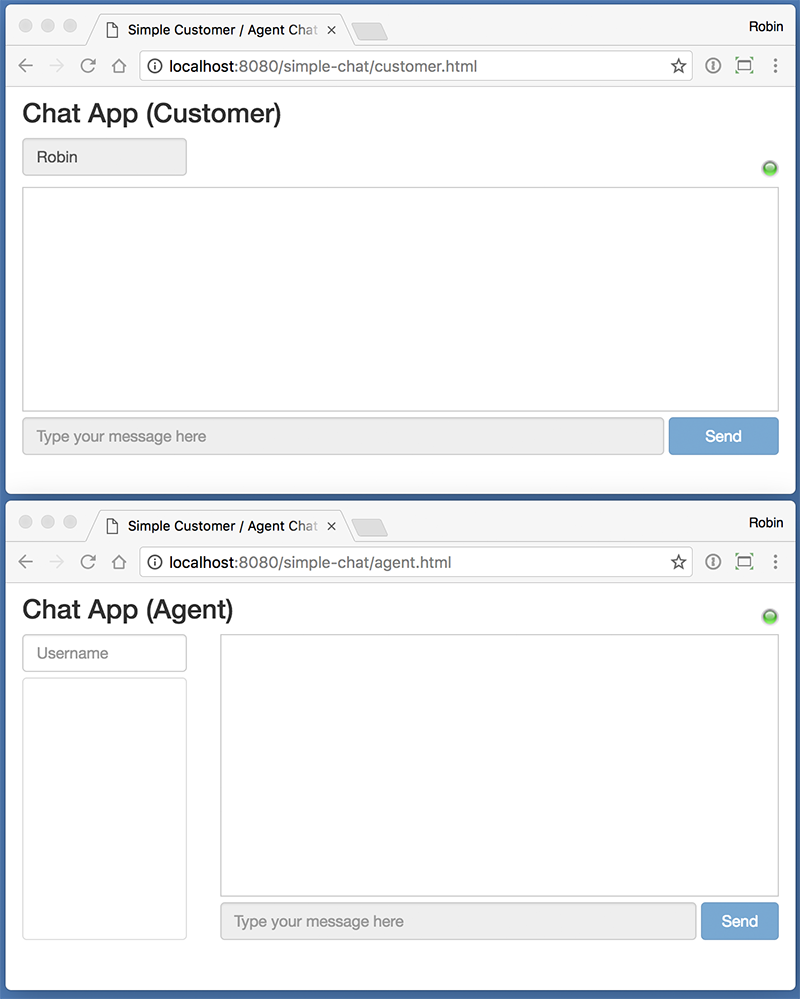 Simple Customer / Agent Chat
Robin
localhost:8080/simple-chat/customer.html
Chat App (Customer)
Robin
Type your message here
Send
Simple Customer / Agent Chat
Robin
localhost:8080/simple-chat/agent.html
Chat App (Agent)
Username
Type your message here
Send